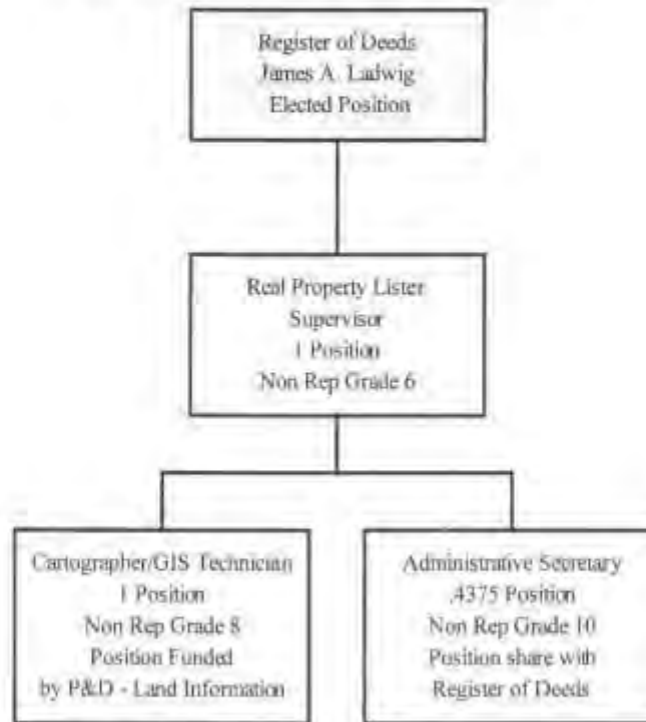 Register of Deeds
James A. Ladwig
Elected Position
Real Property Lister
Supervisor
1 Position
Non Rep Grade 6
Cartographer/GIS Technician
1 Position
Non Rep Grade 8
Position Funded
by P&D - Land Information
Administrative Secretary
.4375 Position
Non Rep Grade 10
Position share with
Register of Deeds